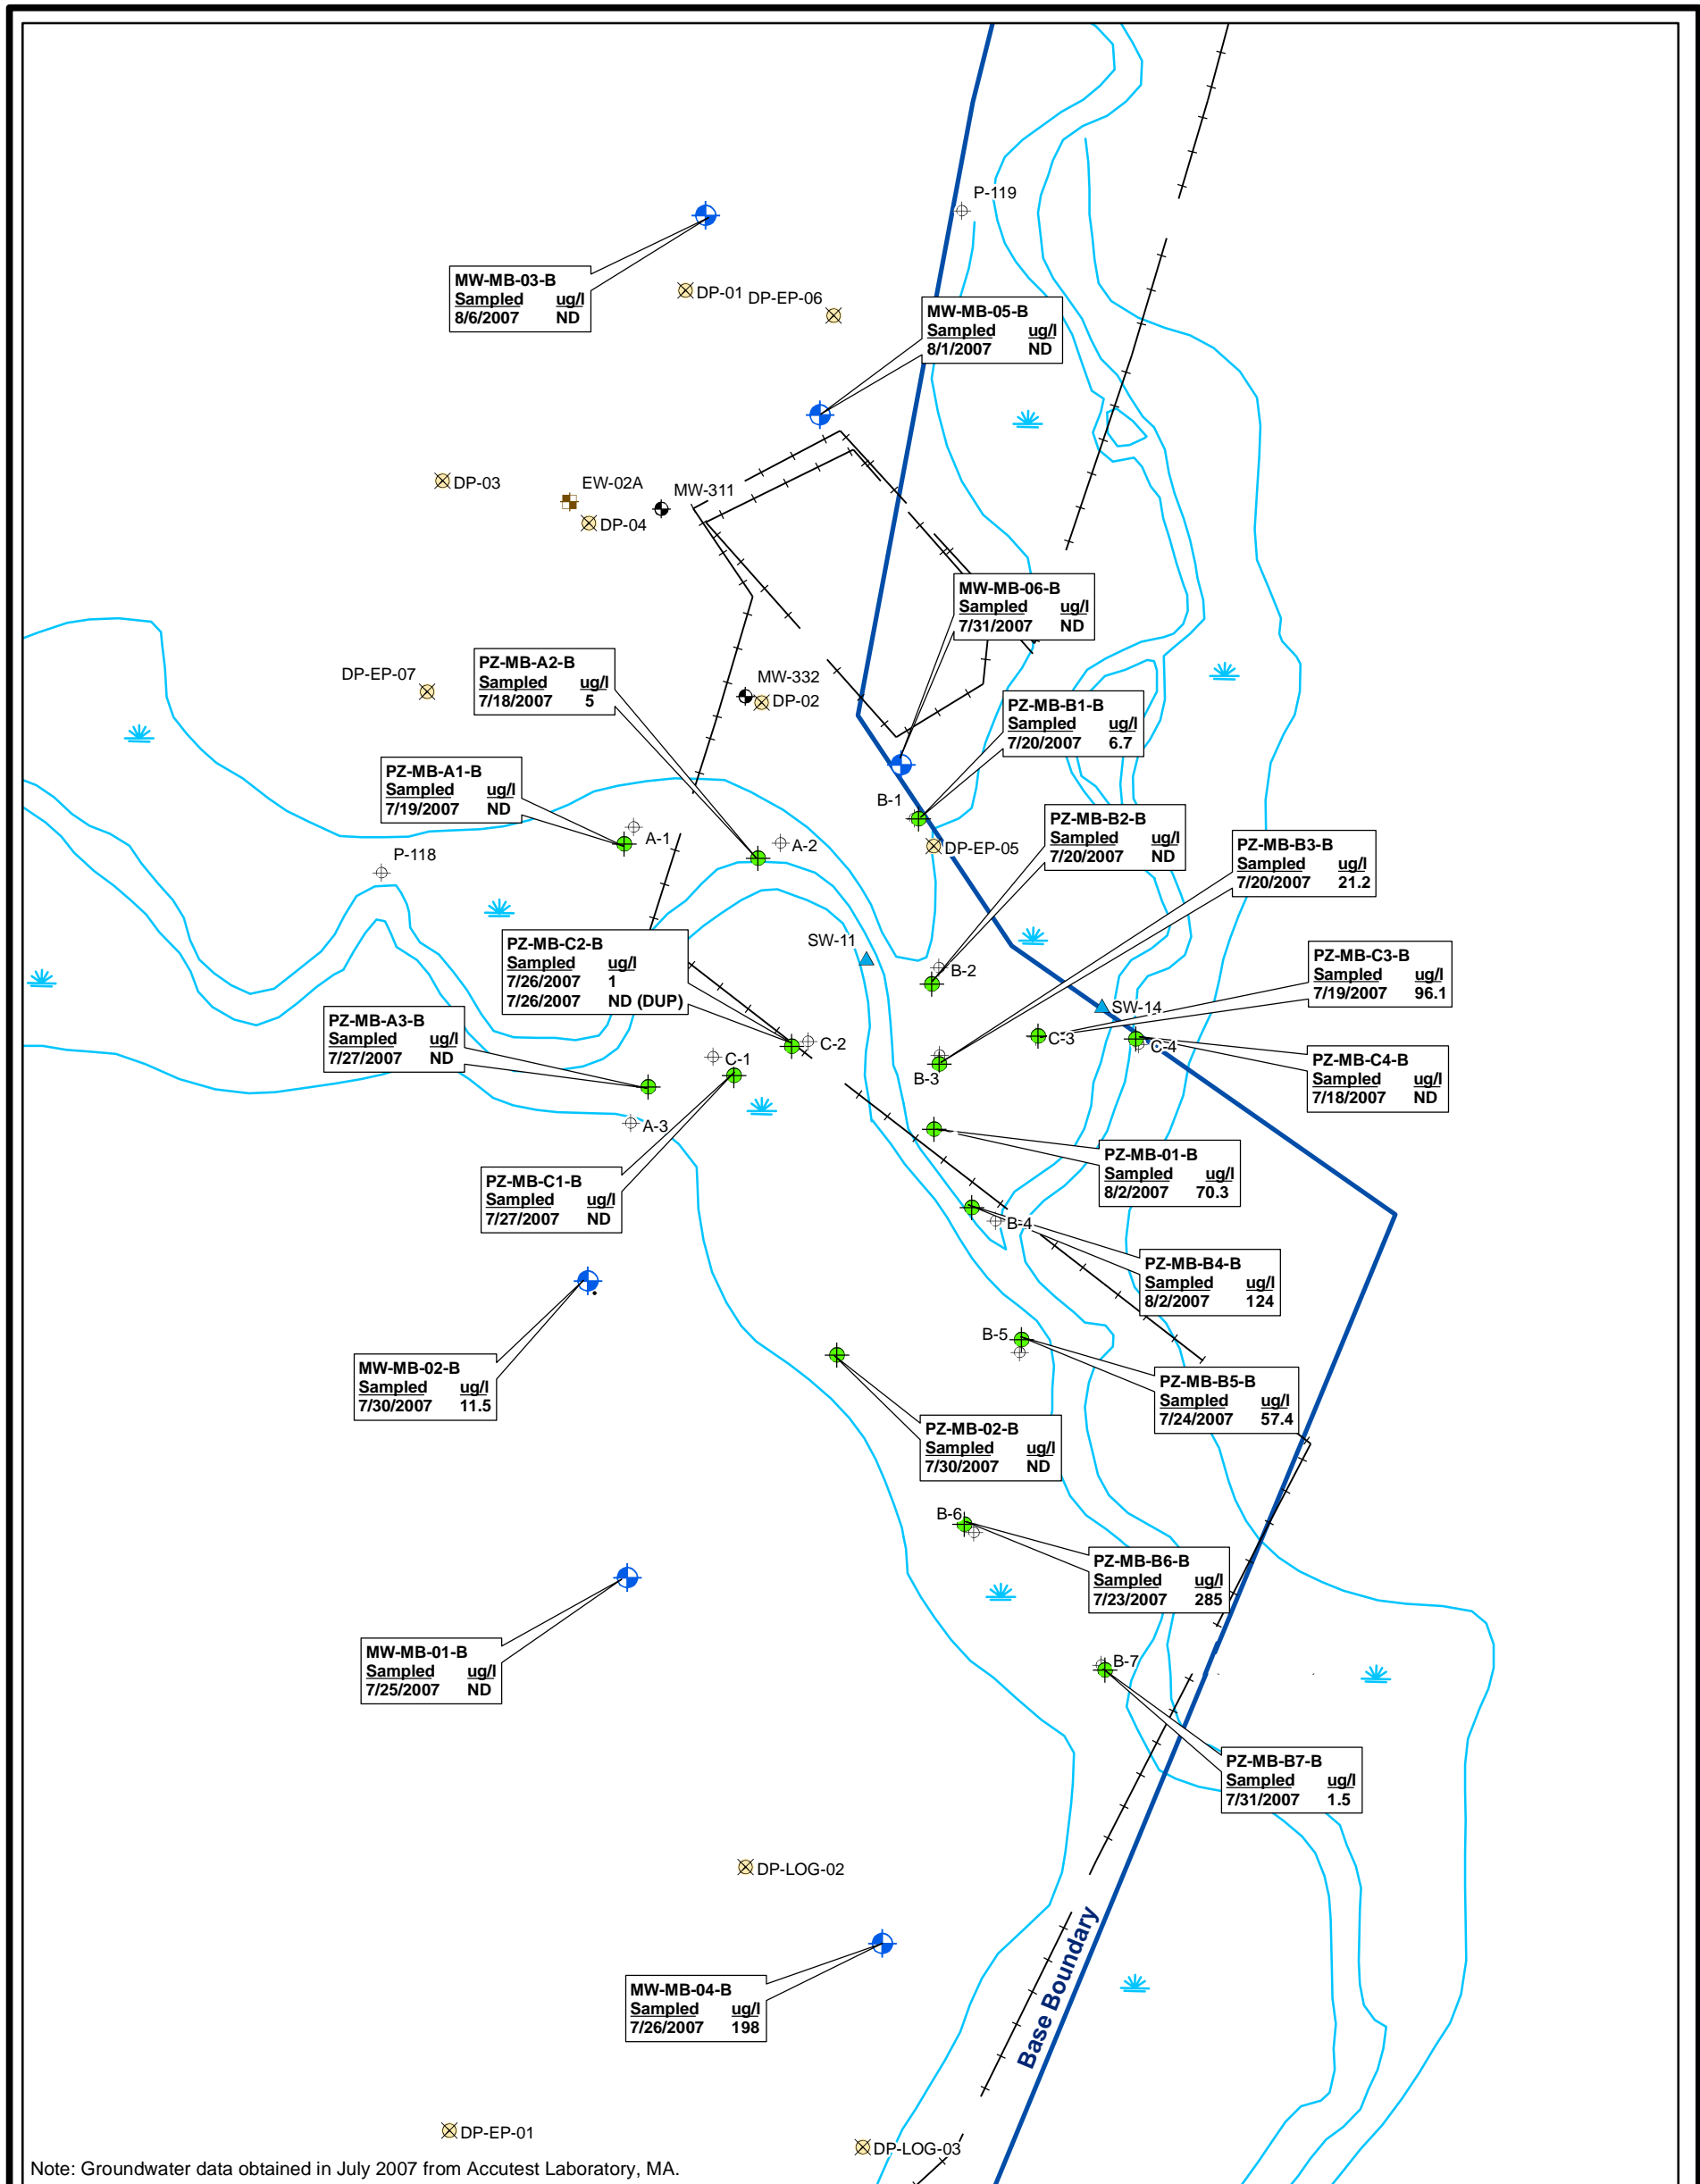 P-119
MW-MB-03-B
Sampled ug/l
8/6/2007 ND
DP-01
DP-EP-06
MW-MB-05-B
Sampled ug/l
8/1/2007 ND
DP-03
EW-02A
MW-311
DP-04
MW-MB-06-B
Sampled ug/l
7/31/2007 ND
PZ-MB-A2-B
Sampled ug/l
7/18/2007 5
DP-EP-07
MW-332
DP-02
PZ-MB-B1-B
Sampled ug/l
7/20/2007 6.7
PZ-MB-A1-B
Sampled ug/l
7/19/2007 ND
B-1
PZ-MB-B2-B
Sampled ug/l
7/20/2007 ND
PZ-MB-B3-B
Sampled ug/l
7/20/2007 21.2
A-1
A-2
DP-EP-05
P-118
PZ-MB-C2-B
Sampled ug/l
7/26/2007 1
7/26/2007 ND (DUP)
SW-11
B-2
PZ-MB-C3-B
Sampled ug/l
7/19/2007 96.1
SW-14
PZ-MB-A3-B
Sampled ug/l
7/27/2007 ND
C-2
C-3
C-4
C-1
B-3
PZ-MB-C4-B
Sampled ug/l
7/18/2007 ND
A-3
PZ-MB-01-B
Sampled ug/l
8/2/2007 70.3
PZ-MB-C1-B
Sampled ug/l
7/27/2007 ND
B-4
PZ-MB-B4-B
Sampled ug/l
8/2/2007 124
B-5
MW-MB-02-B
Sampled ug/l
7/30/2007 11.5
PZ-MB-B5-B
Sampled ug/l
7/24/2007 57.4
PZ-MB-02-B
Sampled ug/l
7/30/2007 ND
B-6
PZ-MB-B6-B
Sampled ug/l
7/23/2007 285
MW-MB-01-B
Sampled ug/l
7/25/2007 ND
B-7
PZ-MB-B7-B
Sampled ug/l
7/31/2007 1.5
DP-LOG-02
Base Boundary
MW-MB-04-B
Sampled ug/l
7/26/2007 198
DP-EP-01
DP-LOG-03
Note: Groundwater data obtained in July 2007 from Accutest Laboratory, MA.